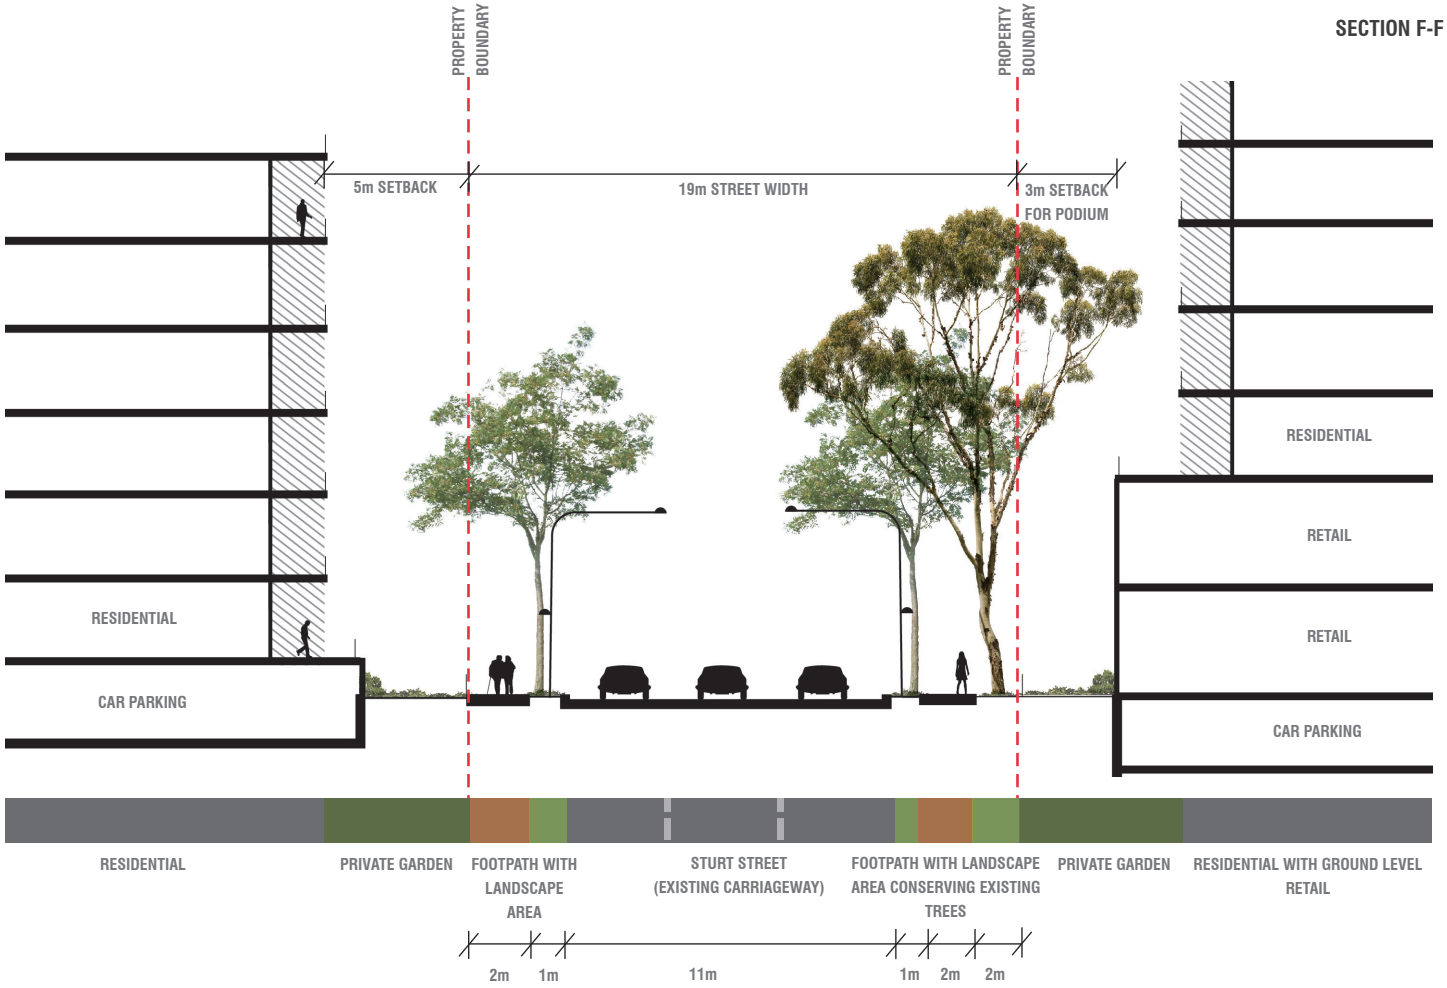 SECTION F-F
PROPERTY
BOUNDARY
PROPERTY
BOUNDARY
5m SETBACK
19m STREET WIDTH
3m SETBACK
FOR PODIUM
RESIDENTIAL
RETAIL
RESIDENTIAL
RETAIL
CAR PARKING
CAR PARKING
RESIDENTIAL
PRIVATE GARDEN
FOOTPATH WITH
LANDSCAPE
AREA
STURT STREET
(EXISTING CARRIAGEWAY)
FOOTPATH WITH LANDSCAPE
AREA CONSERVING EXISTING
TREES
PRIVATE GARDEN
RESIDENTIAL WITH GROUND LEVEL
RETAIL
2m
1m
11m
1m
2m
2m